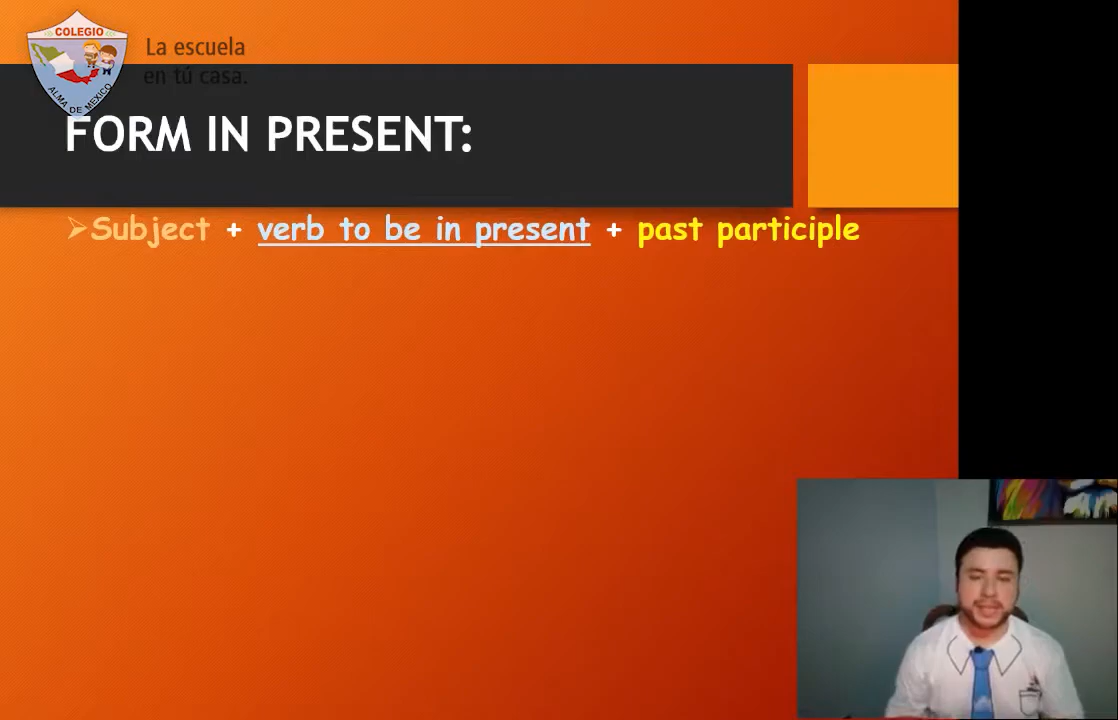 COLEGIO
ALMA DE MEXICO
La escuela
en tú casa.
FORM IN PRESENT:
Subject + verb to be in present + past participle